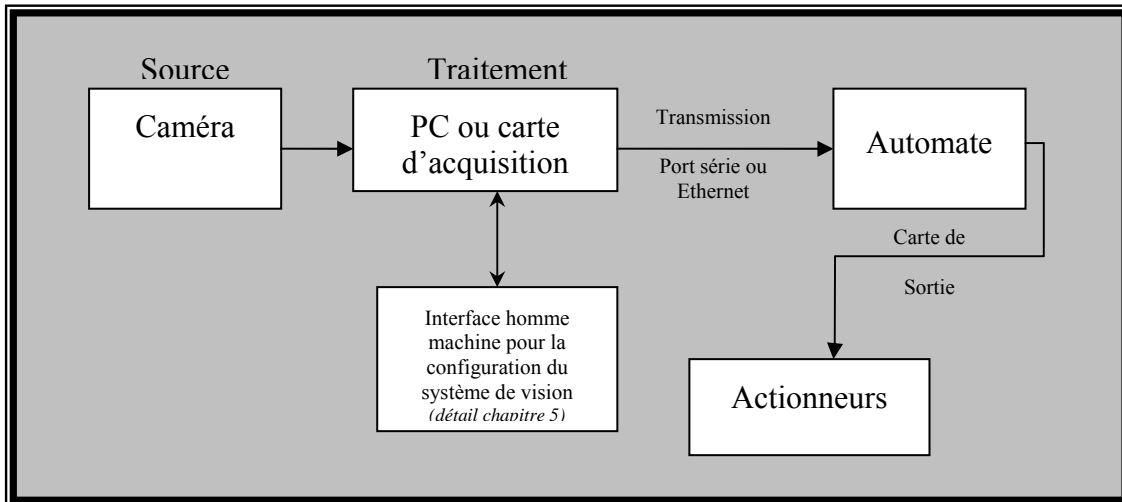 Source
Traitement
Caméra
PC ou carte
d’acquisition
Transmission
Port série ou
Ethernet
Automate
Carte de
Sortie
Interface homme
machine pour la
configuration du
système de vision
(détail chapitre 5)
Actionneurs